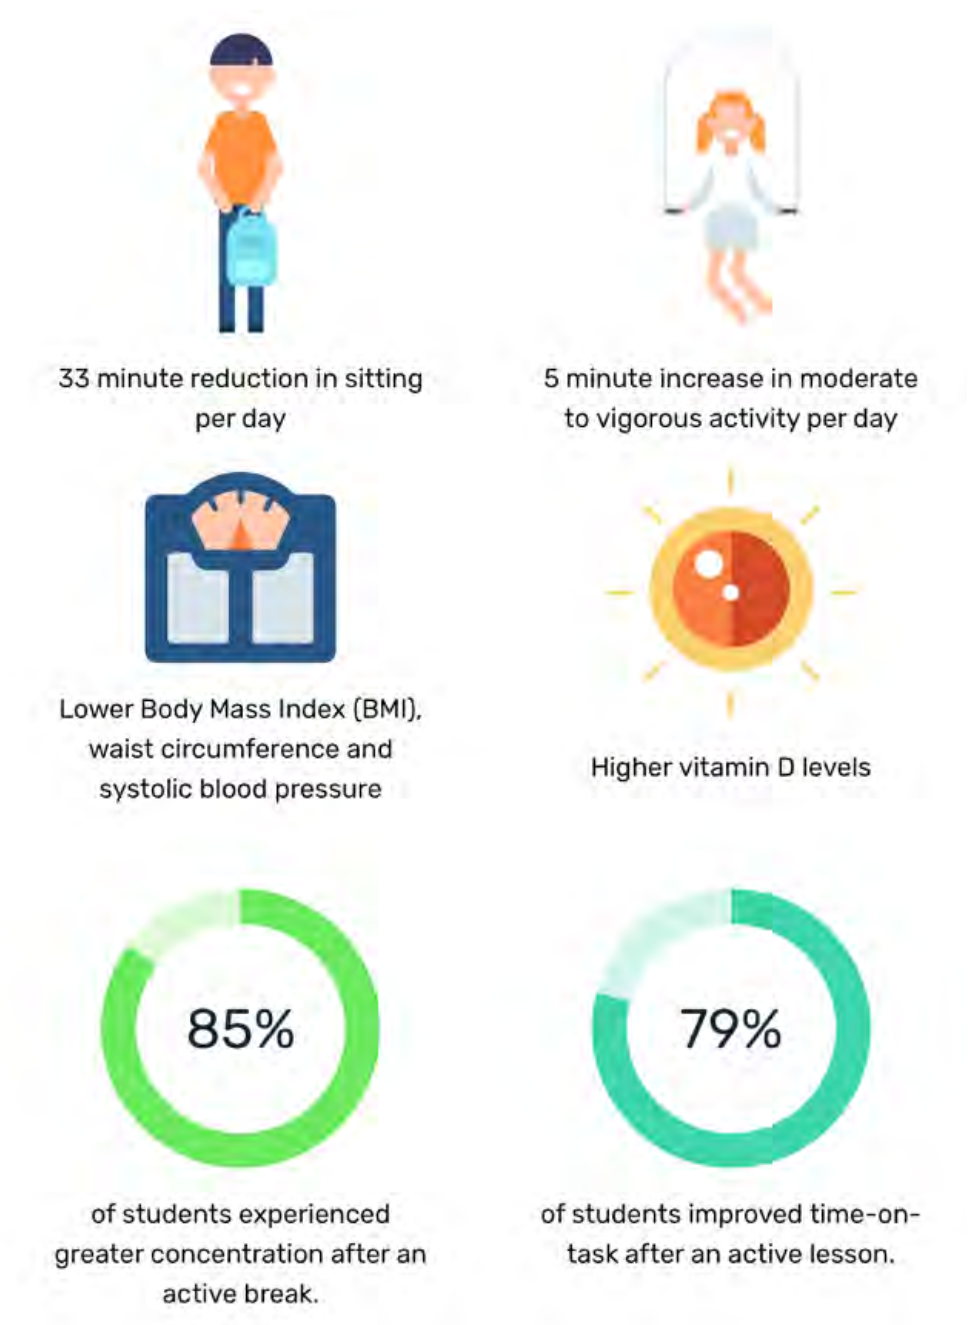 33 minute reduction in sitting
per day
5 minute increase in moderate
to vigorous activity per day
Lower Body Mass Index (BMI),
waist circumference and
systolic blood pressure
Higher vitamin D levels
85%
of students experienced
greater concentration after an
active break.
79%
of students improved time-on-
task after an active lesson.